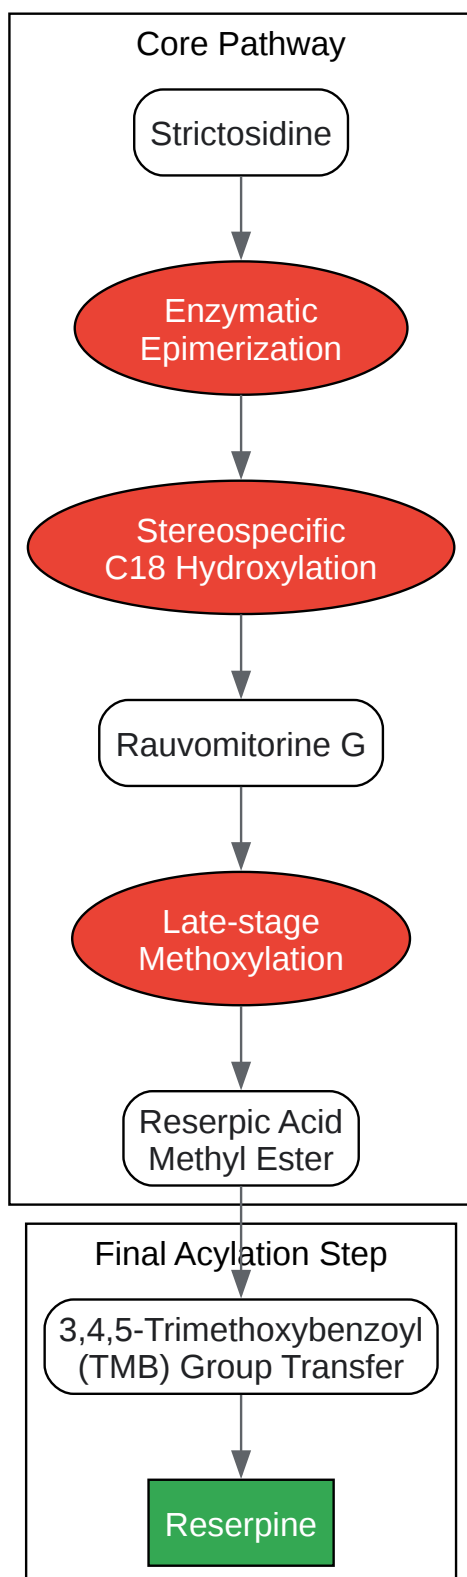 Core Pathway
Strictosidine
Enzymatic
Epimerization
Stereospecific
C18 Hydroxylation
Rauvomitorine G
Late-stage
Methoxylation
Reserpic Acid
Methyl Ester
Final Acylation Step
3,4,5-Trimethoxybenzoyl
(TMB) Group Transfer
Reserpine